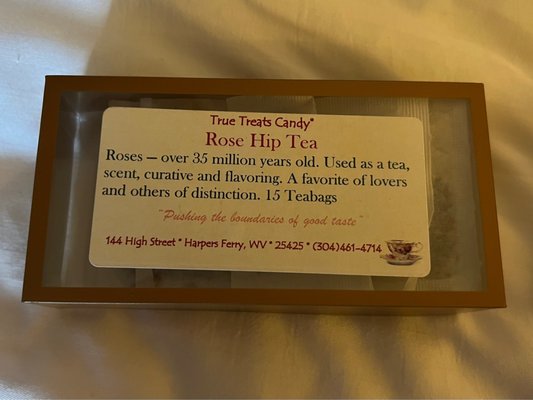 True Treats Candy*
Rose Hip Tea
Roses — over 35 million years old. Used as a tea,
scent, curative and flavoring. A favorite of lovers
and others of distinction. 15 Teabags
"Pushing the boundaries of good taste"
144 High Street * Harpers Ferry, WV * 25425 * (304)461-4714